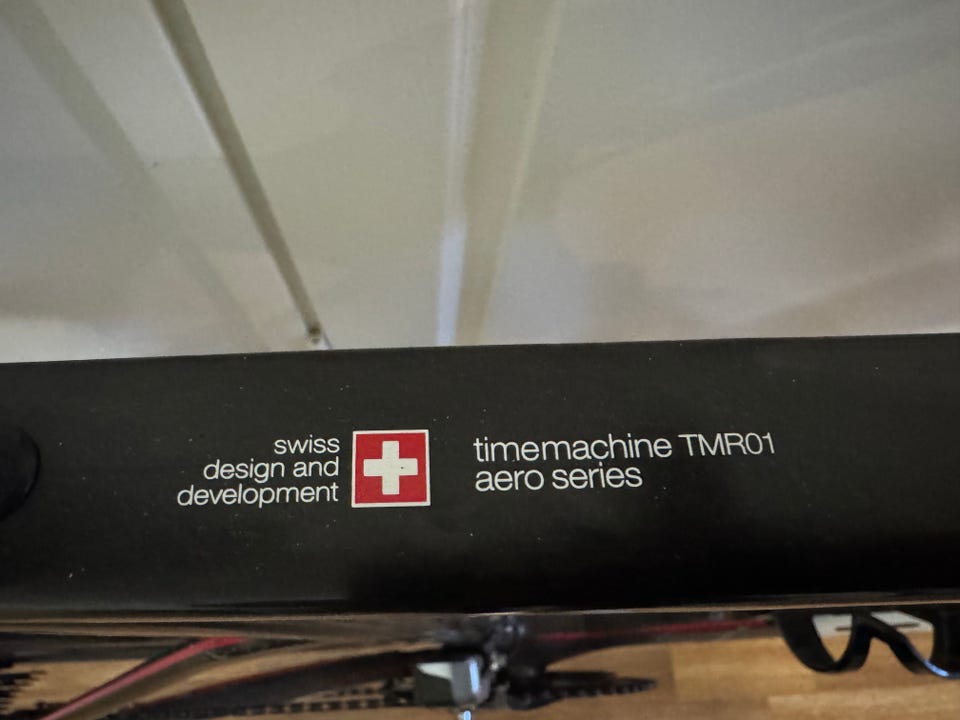 swiss
design and
development
timemachine TMR01
aero series